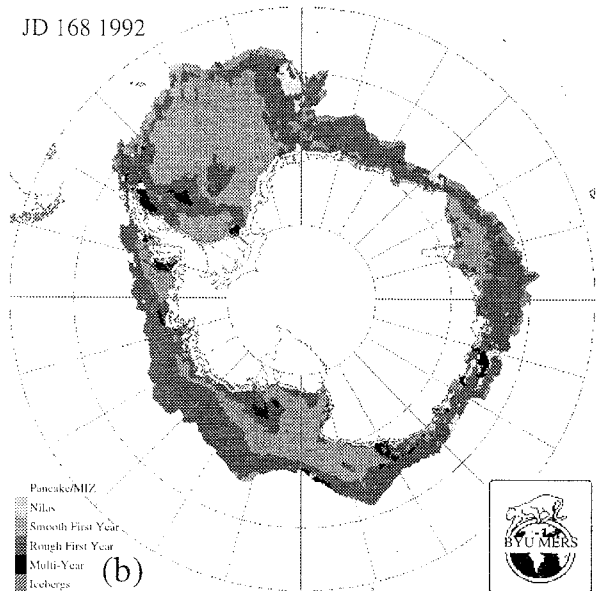 JD 168 1992
Pancake/MIZ
Nilas
Smooth First Year
Rough First Year
Multi-Year
Icebergs
(b)
BYU MERS